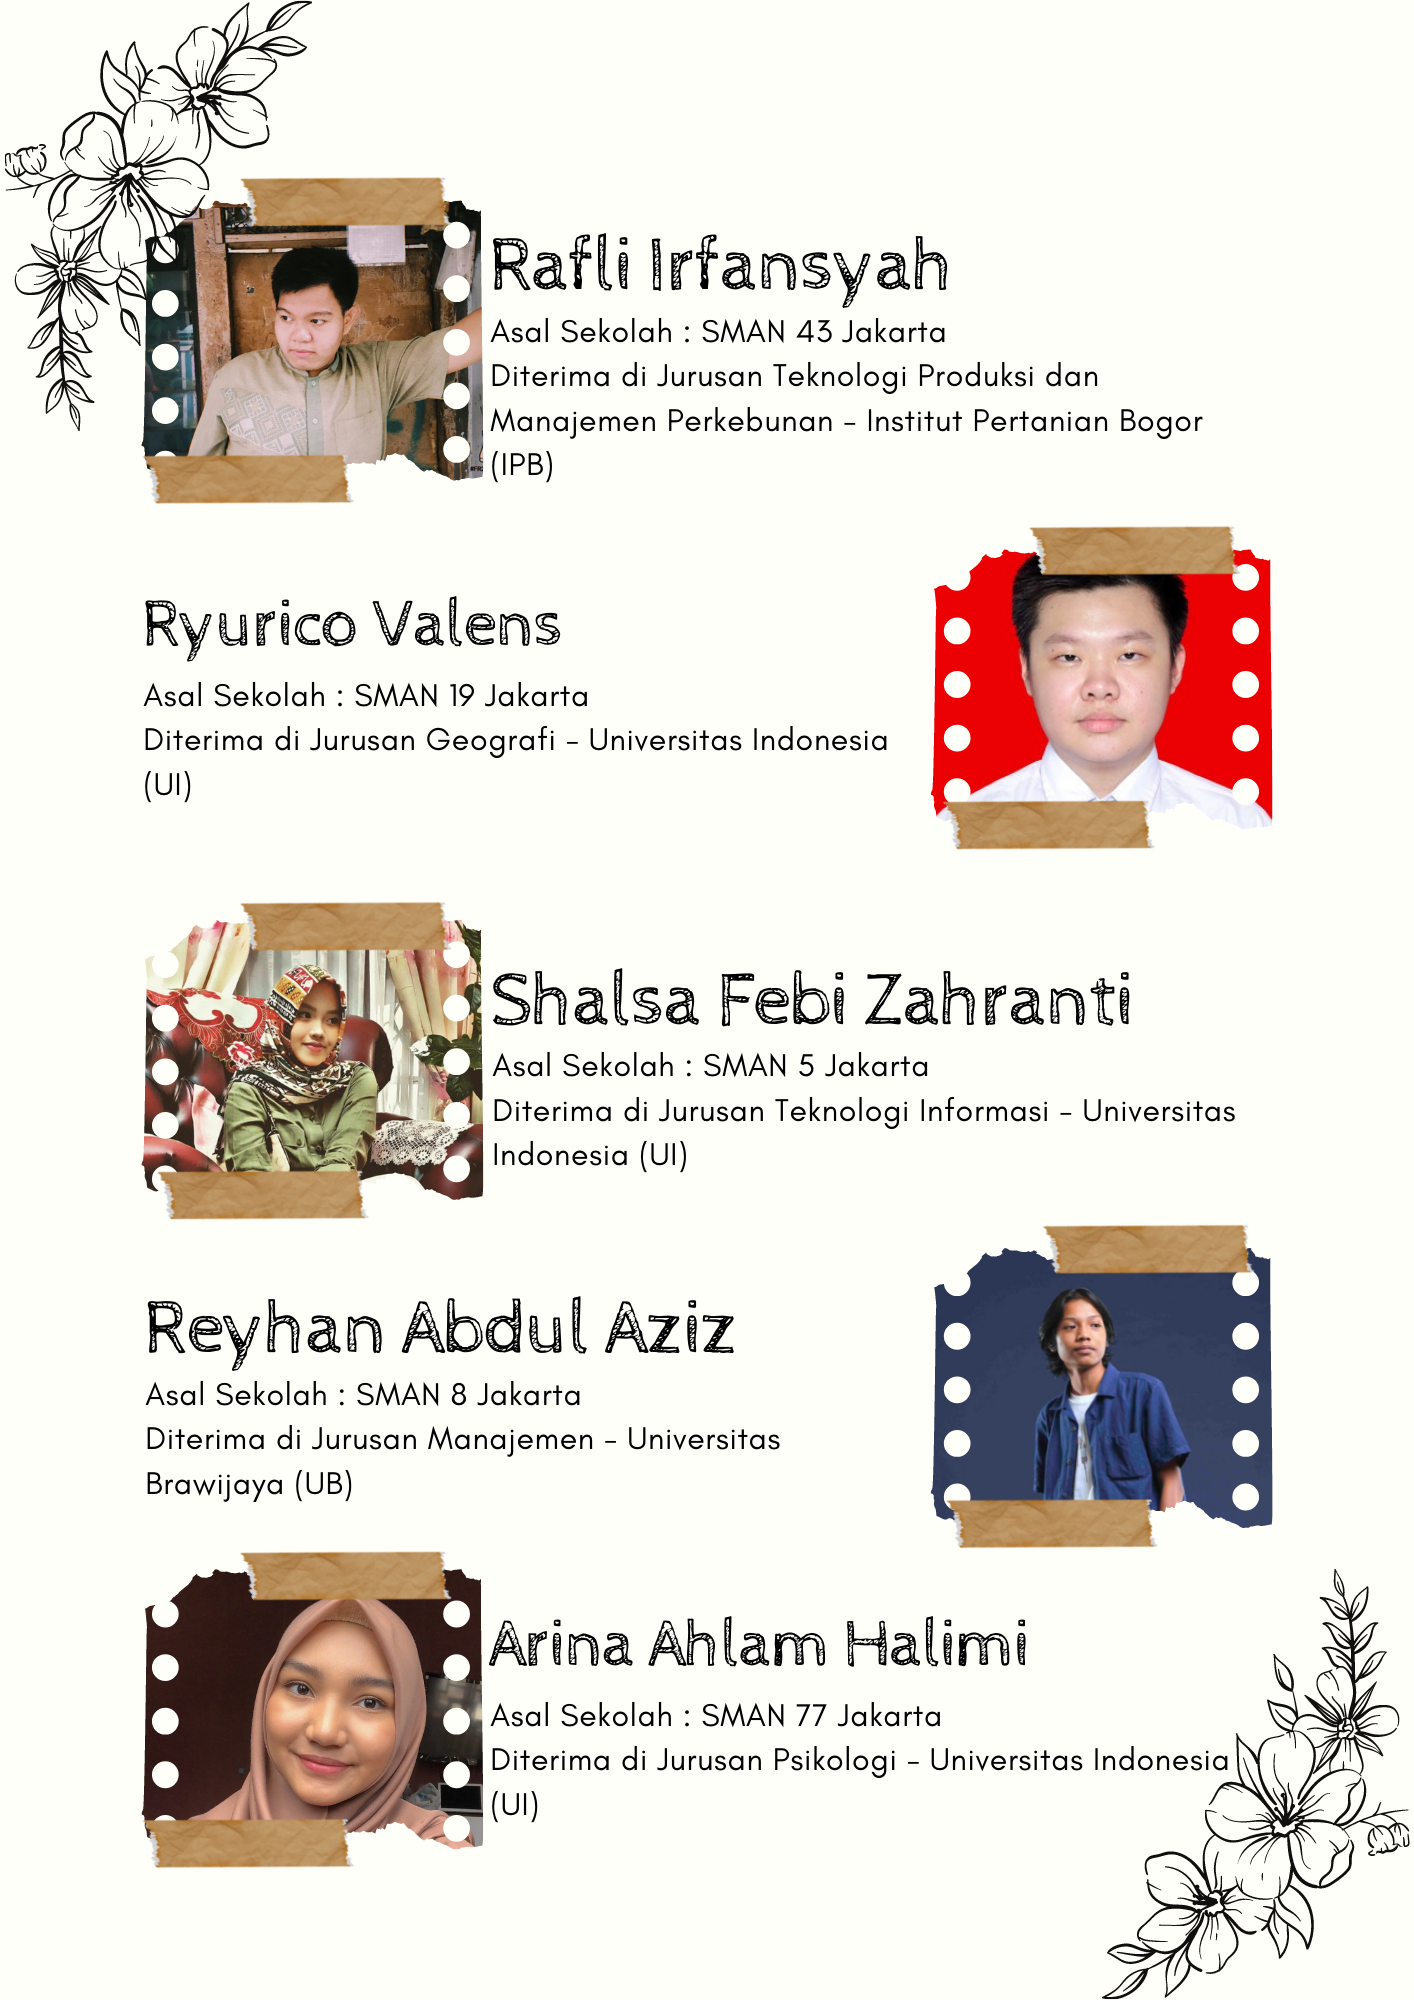 Rafli Irfansyah
Asal Sekolah : SMAN 43 Jakarta
Diterima di Jurusan Teknologi Produksi dan
Manajemen Perkebunan - Institut Pertanian Bogor
(IPB)
Ryurico Valens
Asal Sekolah : SMAN 19 Jakarta
Diterima di Jurusan Geografi - Universitas Indonesia
(UI)
Shalsa Febi Zahranti
Asal Sekolah : SMAN 5 Jakarta
Diterima di Jurusan Teknologi Informasi - Universitas
Indonesia (UI)
Reyhan Abdul Aziz
Asal Sekolah : SMAN 8 Jakarta
Diterima di Jurusan Manajemen - Universitas
Brawijaya (UB)
Arina Ahlam Halimi
Asal Sekolah : SMAN 77 Jakarta
Diterima di Jurusan Psikologi - Universitas Indonesia
(UI)